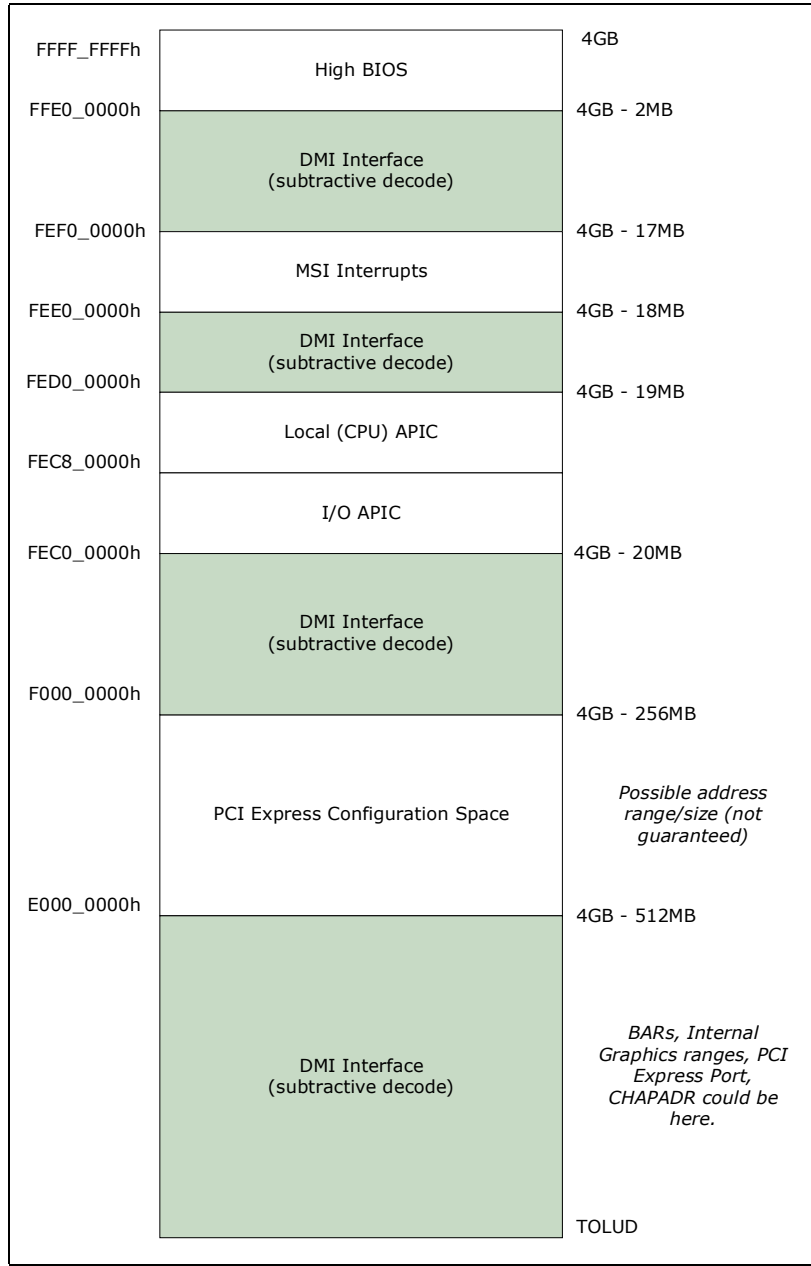 FFFF_FFFFh
4GB
High BIOS
FFE0_0000h
4GB - 2MB
DMI Interface
(subtractive decode)
FEF0_0000h
4GB - 17MB
MSI Interrupts
FEE0_0000h
4GB - 18MB
DMI Interface
(subtractive decode)
FED0_0000h
4GB - 19MB
Local (CPU) APIC
FEC8_0000h
I/O APIC
FEC0_0000h
4GB - 20MB
DMI Interface
(subtractive decode)
F000_0000h
4GB - 256MB
PCI Express Configuration Space
Possible address
range/size (not
guaranteed)
E000_0000h
4GB - 512MB
DMI Interface
(subtractive decode)
BARs, Internal
Graphics ranges, PCI
Express Port,
CHAPADR could be
here.
TOLUD